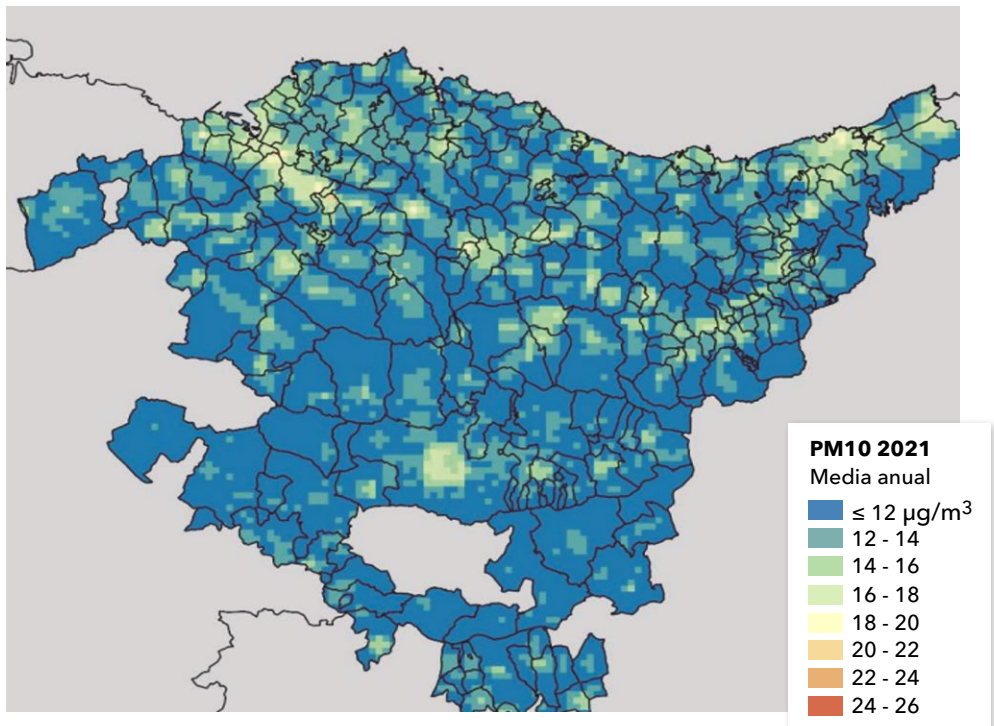 PM10 2021
Media anual
≤ 12 µg/m³
12 - 14
14 - 16
16 - 18
18 - 20
20 - 22
22 - 24
24 - 26